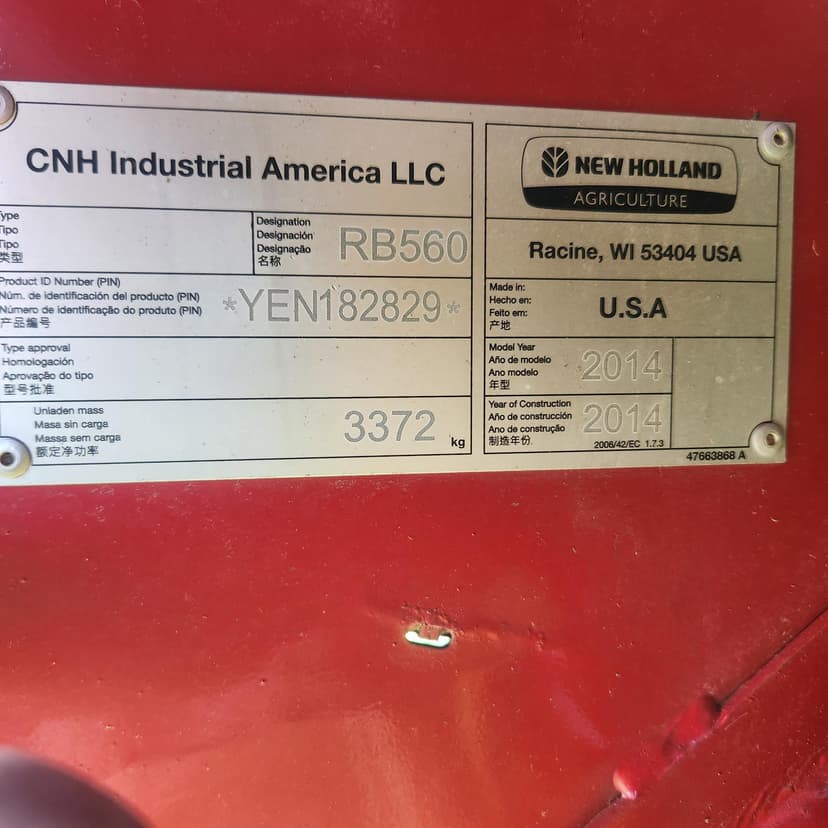 CNH Industrial America LLC
Type
Tipo
Tipo
类型
Designation
Designación
Designação
名称
RB560
Product ID Number (PIN)
Núm. de identificación del producto (PIN)
Número de identificação do produto (PIN)
产品编号
*YEN182829*
Type approval
Homologación
Aprovação do tipo
型号批准
Unladen mass
Masa sin carga
Massa sem carga
额定净功率
3372
kg
NEW HOLLAND
AGRICULTURE
Racine, WI 53404 USA
Made in:
Hecho en:
Feito em:
产地
U.S.A
Model Year
Año de modelo
Ano modelo
年型
2014
Year of Construction
Año de construcción
Ano de construção
制造年份
2014
2006/42/EC 1.7.3
47663868 A